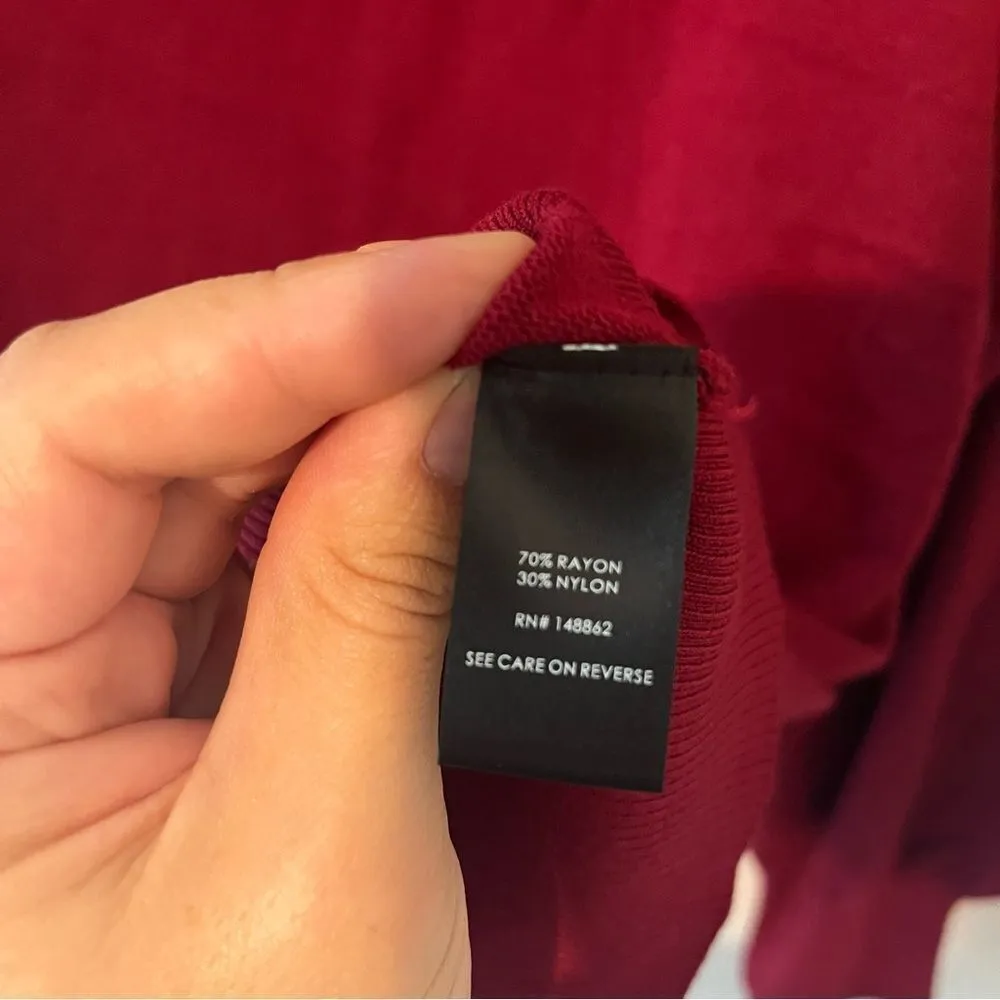 70% RAYON
30% NYLON
RN# 148862
SEE CARE ON REVERSE